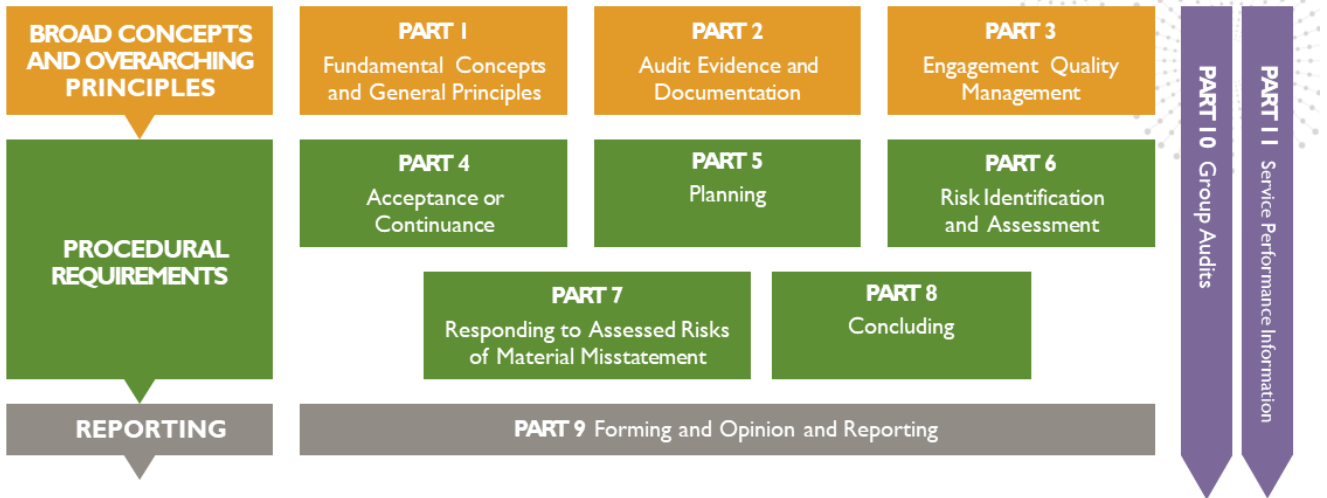 BROAD CONCEPTS
AND OVERARCHING
PRINCIPLES
PART 1
Fundamental Concepts
and General Principles
PART 2
Audit Evidence and
Documentation
PART 3
Engagement Quality
Management
PROCEDURAL
REQUIREMENTS
PART 4
Acceptance or
Continuance
PART 5
Planning
PART 6
Risk Identification
and Assessment
PART 7
Responding to Assessed Risks
of Material Misstatement
PART 8
Concluding
REPORTING
PART 9 Forming and Opinion and Reporting
PART 10 Group Audits
PART 11 Service Performance Information